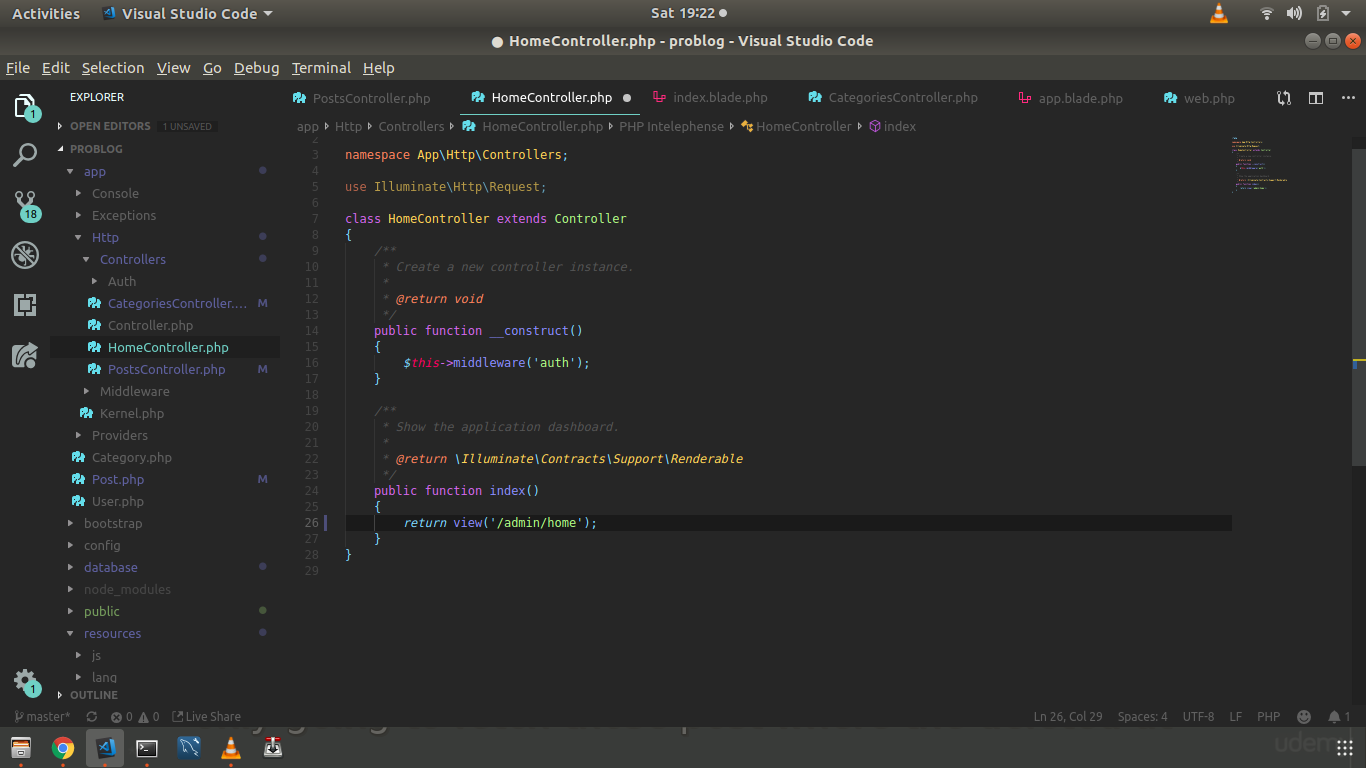 Activities Visual Studio Code Sat 19:22
● HomeController.php - problog - Visual Studio Code
File Edit Selection View Go Debug Terminal Help
EXPLORER
OPEN EDITORS 1 UNSAVED
PROBLOG
app
Console
Exceptions
Http
Controllers
Auth
CategoriesController.... M
Controller.php
HomeController.php
PostsController.php M
Middleware
Kernel.php
Providers
Category.php
Post.php M
User.php
bootstrap
config
database
node_modules
public
resources
js
lang
OUTLINE
1
18
1
PostsController.php HomeController.php ● index.blade.php CategoriesController.php app.blade.php web.php
app Http Controllers HomeController.php PHP Intelephense HomeController index
2
3 namespace App\Http\Controllers;
4
5 use Illuminate\Http\Request;
6
7 class HomeController extends Controller
8 {
9 /**
10 * Create a new controller instance.
11 *
12 * @return void
13 */
14 public function __construct()
15 {
16 $this->middleware('auth');
17 }
18
19 /**
20 * Show the application dashboard.
21 *
22 * @return \Illuminate\Contracts\Support\Renderable
23 */
24 public function index()
25 {
26 return view('/admin/home');
27 }
28 }
29
master* 0 0 Live Share Ln 26, Col 29 Spaces: 4 UTF-8 LF PHP 1